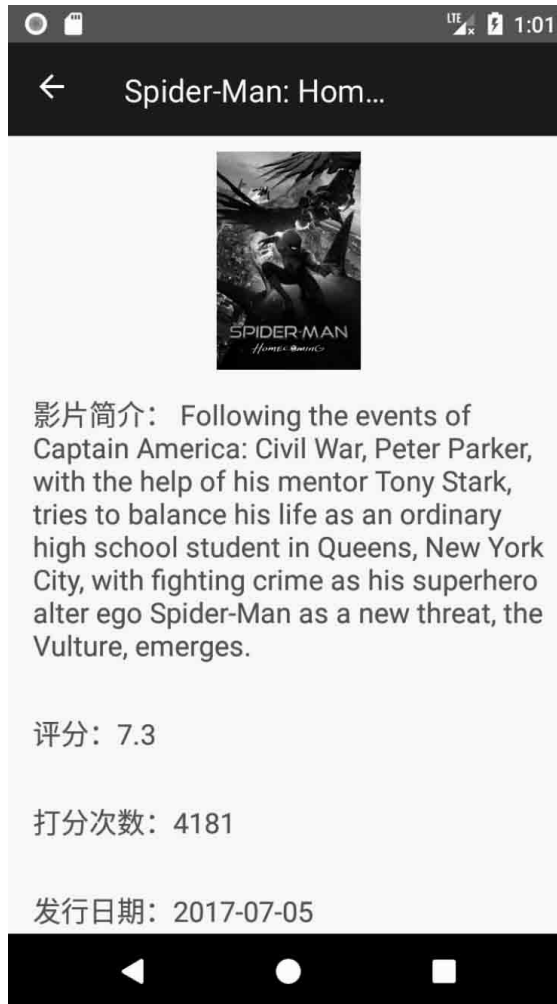 LTE 1:01
Spider-Man: Hom...
SPIDER-MAN
HOMECOMING
影片简介： Following the events of
Captain America: Civil War, Peter Parker,
with the help of his mentor Tony Stark,
tries to balance his life as an ordinary
high school student in Queens, New York
City, with fighting crime as his superhero
alter ego Spider-Man as a new threat, the
Vulture, emerges.
评分：7.3
打分次数：4181
发行日期：2017-07-05